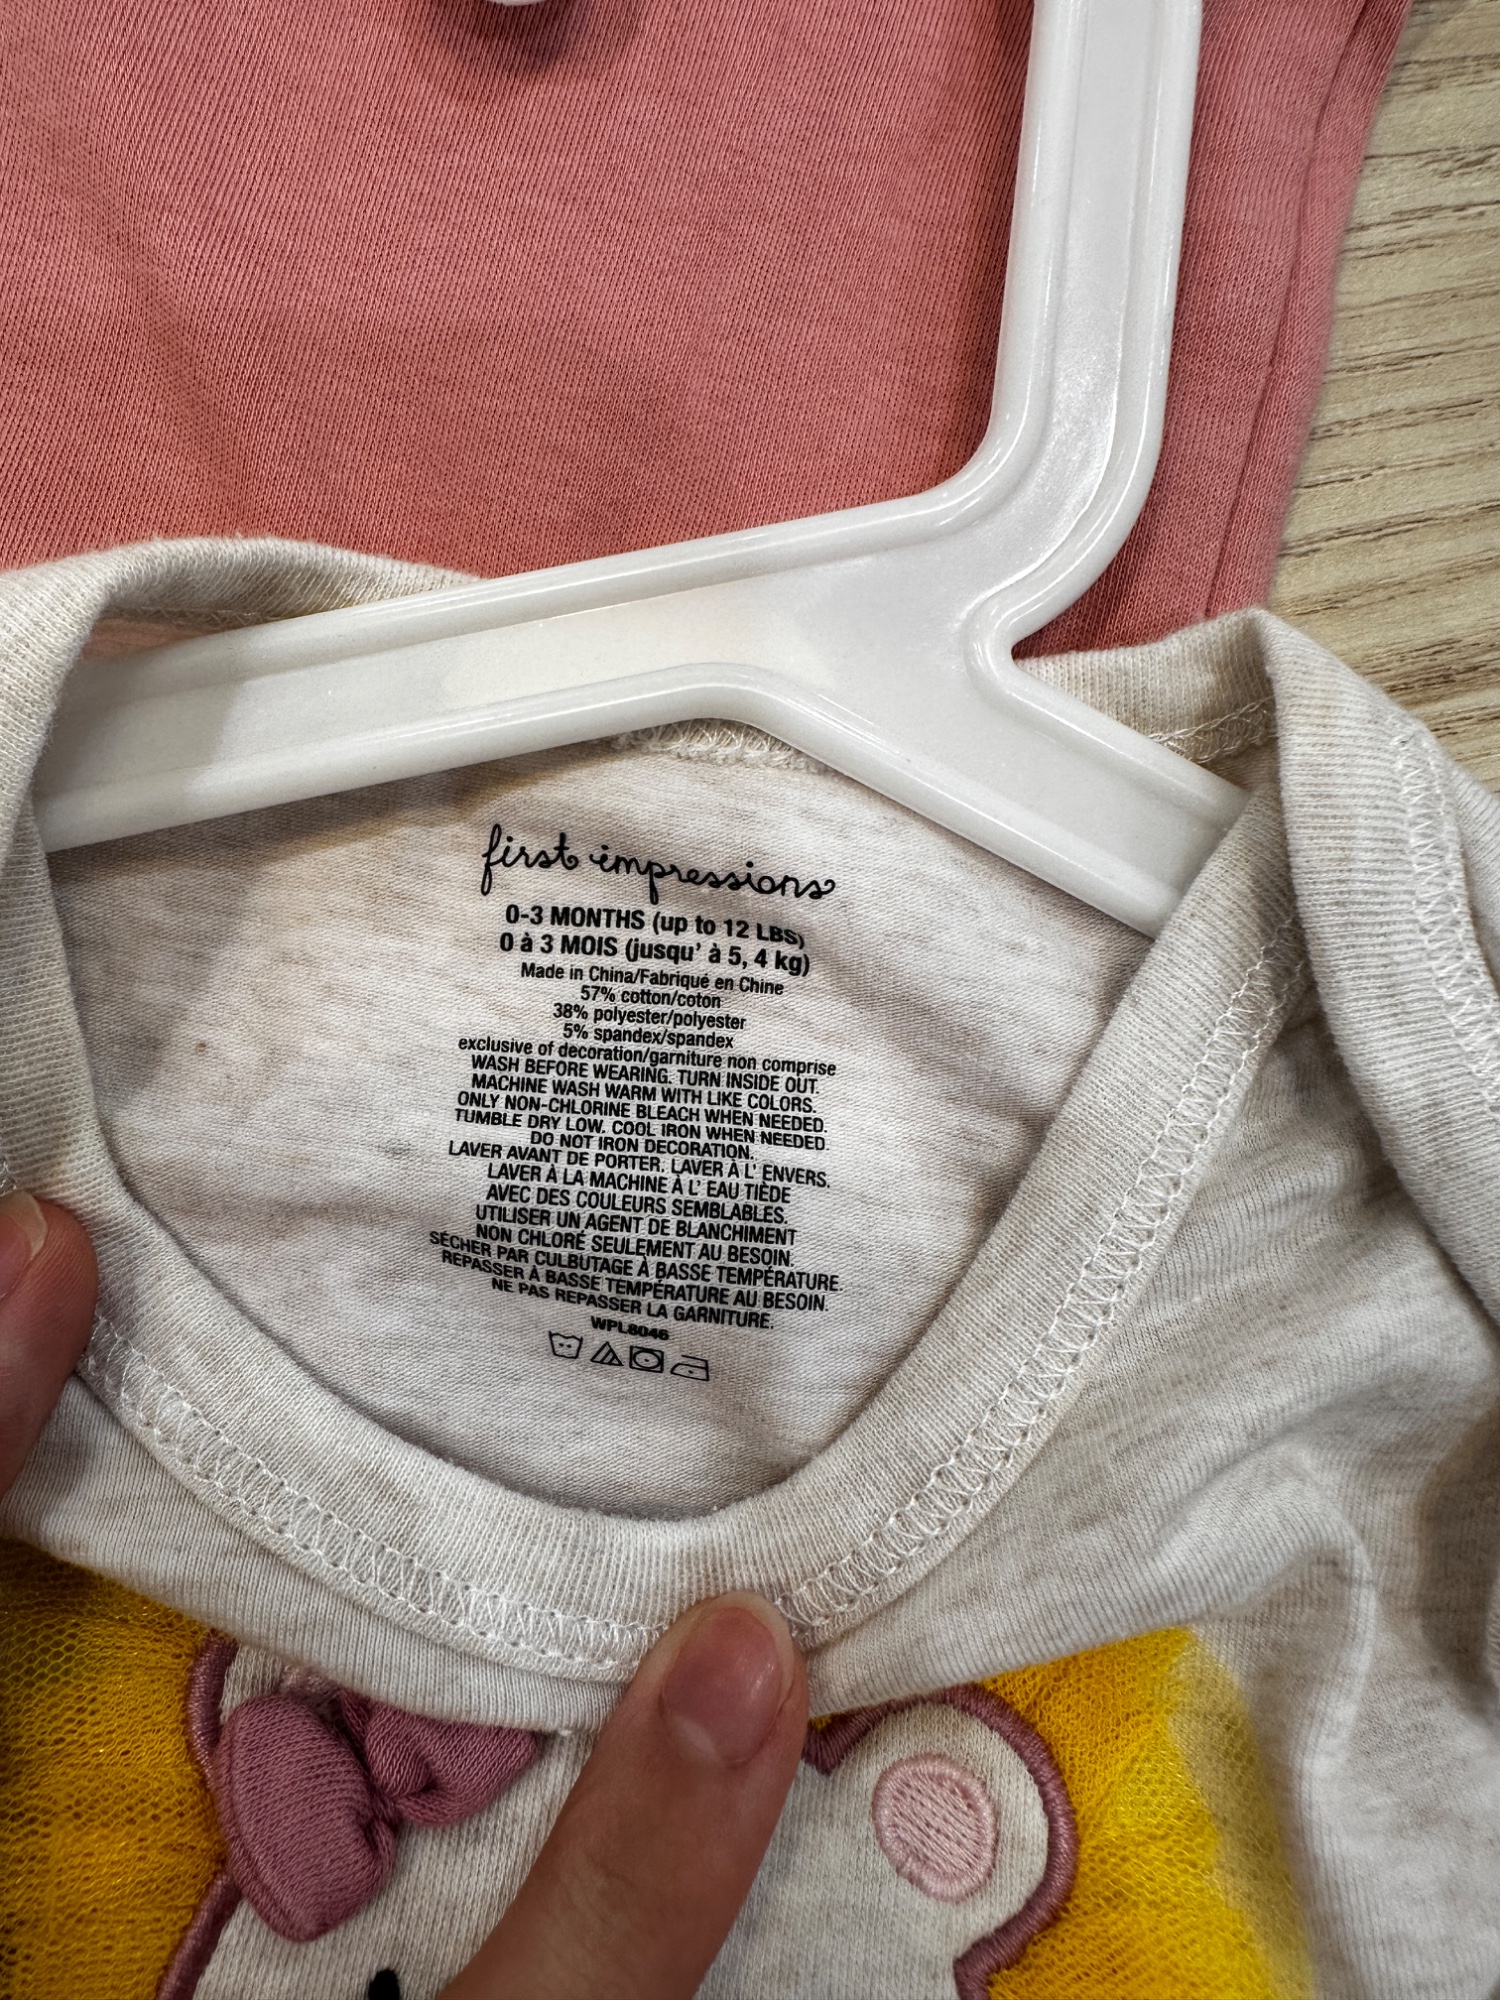 first impressions
0-3 MONTHS (up to 12 LBS)
0 à 3 MOIS (jusqu' à 5, 4 kg)
Made in China/Fabriqué en Chine
57% cotton/coton
38% polyester/polyester
5% spandex/spandex
exclusive of decoration/garniture non comprise
WASH BEFORE WEARING. TURN INSIDE OUT.
MACHINE WASH WARM WITH LIKE COLORS.
ONLY NON-CHLORINE BLEACH WHEN NEEDED.
TUMBLE DRY LOW. COOL IRON WHEN NEEDED.
DO NOT IRON DECORATION.
LAVER AVANT DE PORTER. LAVER À L' ENVERS.
LAVER À LA MACHINE À L' EAU TIÈDE
AVEC DES COULEURS SEMBLABLES.
UTILISER UN AGENT DE BLANCHIMENT
NON CHLORÉ SEULEMENT AU BESOIN.
SÉCHER PAR CULBUTAGE À BASSE TEMPÉRATURE.
REPASSER À BASSE TEMPÉRATURE AU BESOIN.
NE PAS REPASSER LA GARNITURE.
WPL8046